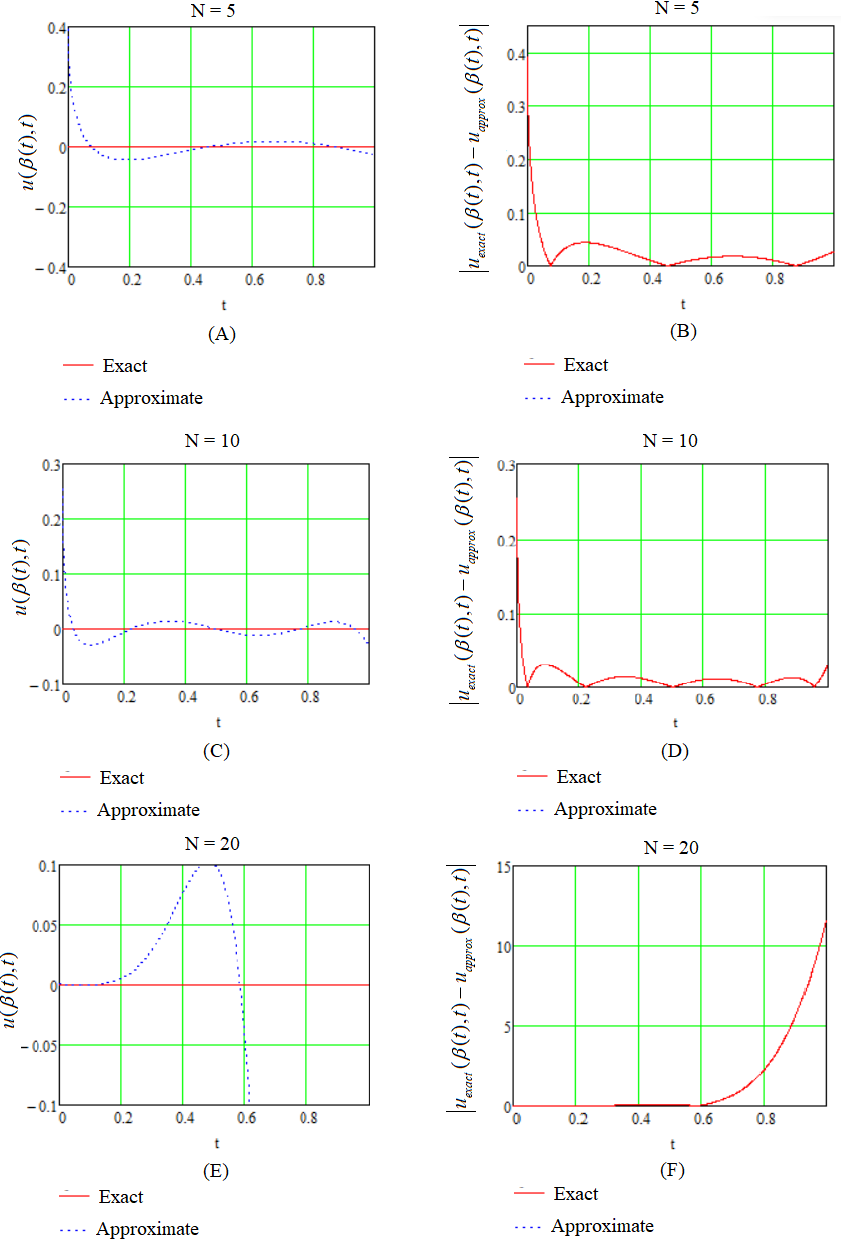 N = 5
0.4
0.2
0
− 0.2
− 0.4
u(β(t),t)
0 0.2 0.4 0.6 0.8
t
(A)
Exact
Approximate
N = 5
0.4
0.3
0.2
0.1
0
|u_exact (β(t),t) − u_approx (β(t),t)|
0 0.2 0.4 0.6 0.8
t
(B)
Exact
Approximate
N = 10
0.3
0.2
0.1
0
− 0.1
u(β(t),t)
0 0.2 0.4 0.6 0.8
t
(C)
Exact
Approximate
N = 10
0.3
0.2
0.1
0
|u_exact (β(t),t) − u_approx (β(t),t)|
0 0.2 0.4 0.6 0.8
t
(D)
Exact
Approximate
N = 20
0.1
0.05
0
− 0.05
− 0.1
u(β(t),t)
0 0.2 0.4 0.6 0.8
t
(E)
Exact
Approximate
N = 20
15
10
5
0
|u_exact (β(t),t) − u_approx (β(t),t)|
0 0.2 0.4 0.6 0.8
t
(F)
Exact
Approximate